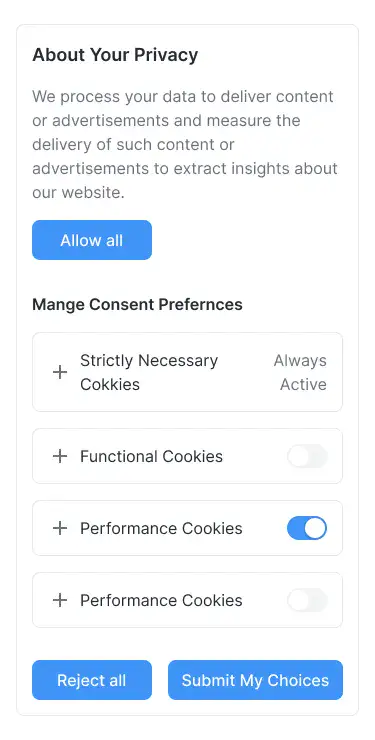 About Your Privacy
We process your data to deliver content
or advertisements and measure the
delivery of such content or
advertisements to extract insights about
our website.
Allow all
Mange Consent Prefernces
Strictly Necessary
Cokkies
Always
Active
Functional Cookies
Performance Cookies
Performance Cookies
Reject all
Submit My Choices